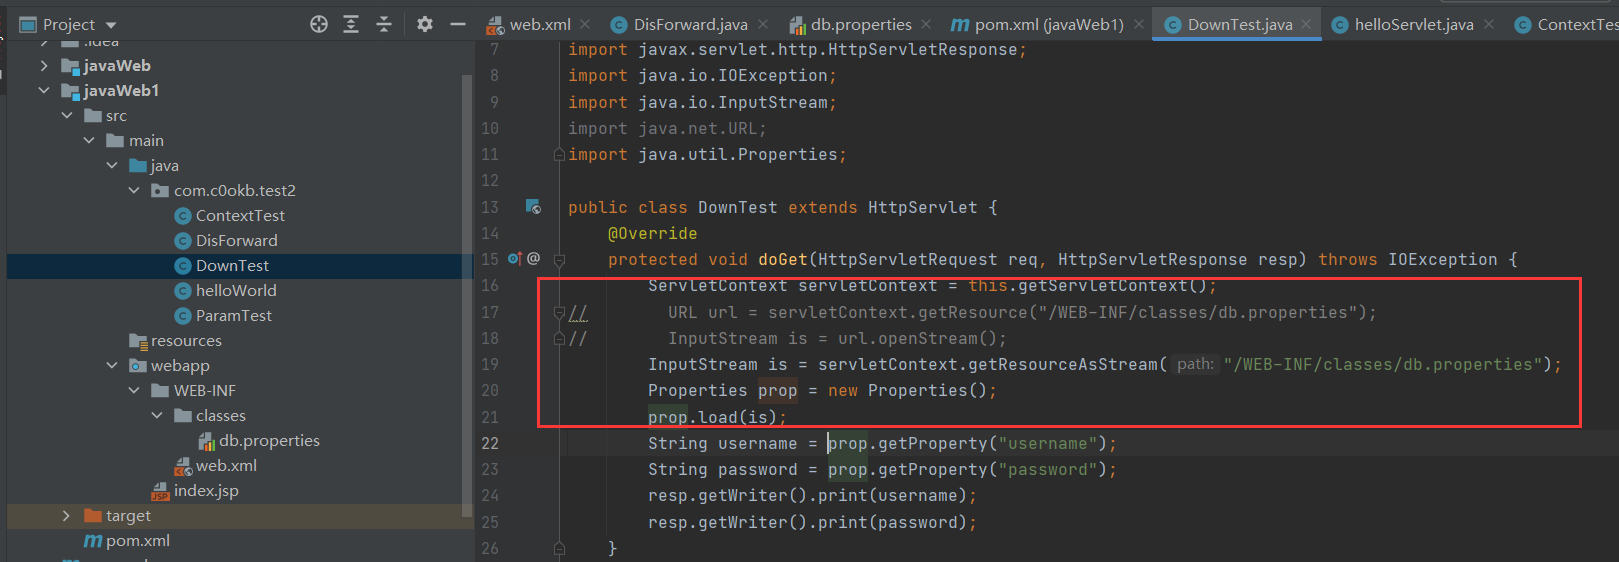 Project
.idea
javaWeb
javaWeb1
src
main
java
com.c0okb.test2
ContextTest
DisForward
DownTest
helloWorld
ParamTest
resources
webapp
WEB-INF
classes
db.properties
web.xml
index.jsp
target
pom.xml
web.xml
DisForward.java
db.properties
pom.xml (javaWeb1)
DownTest.java
helloServlet.java
ContextTes
7 import javax.servlet.http.HttpServletResponse;
8 import java.io.IOException;
9 import java.io.InputStream;
10 import java.net.URL;
11 import java.util.Properties;
12
13 public class DownTest extends HttpServlet {
14 @Override
15 @ protected void doGet(HttpServletRequest req, HttpServletResponse resp) throws IOException {
16 ServletContext servletContext = this.getServletContext();
17 // URL url = servletContext.getResource("/WEB-INF/classes/db.properties");
18 // InputStream is = url.openStream();
19 InputStream is = servletContext.getResourceAsStream( path: "/WEB-INF/classes/db.properties");
20 Properties prop = new Properties();
21 prop.load(is);
22 String username = prop.getProperty("username");
23 String password = prop.getProperty("password");
24 resp.getWriter().print(username);
25 resp.getWriter().print(password);
26 }